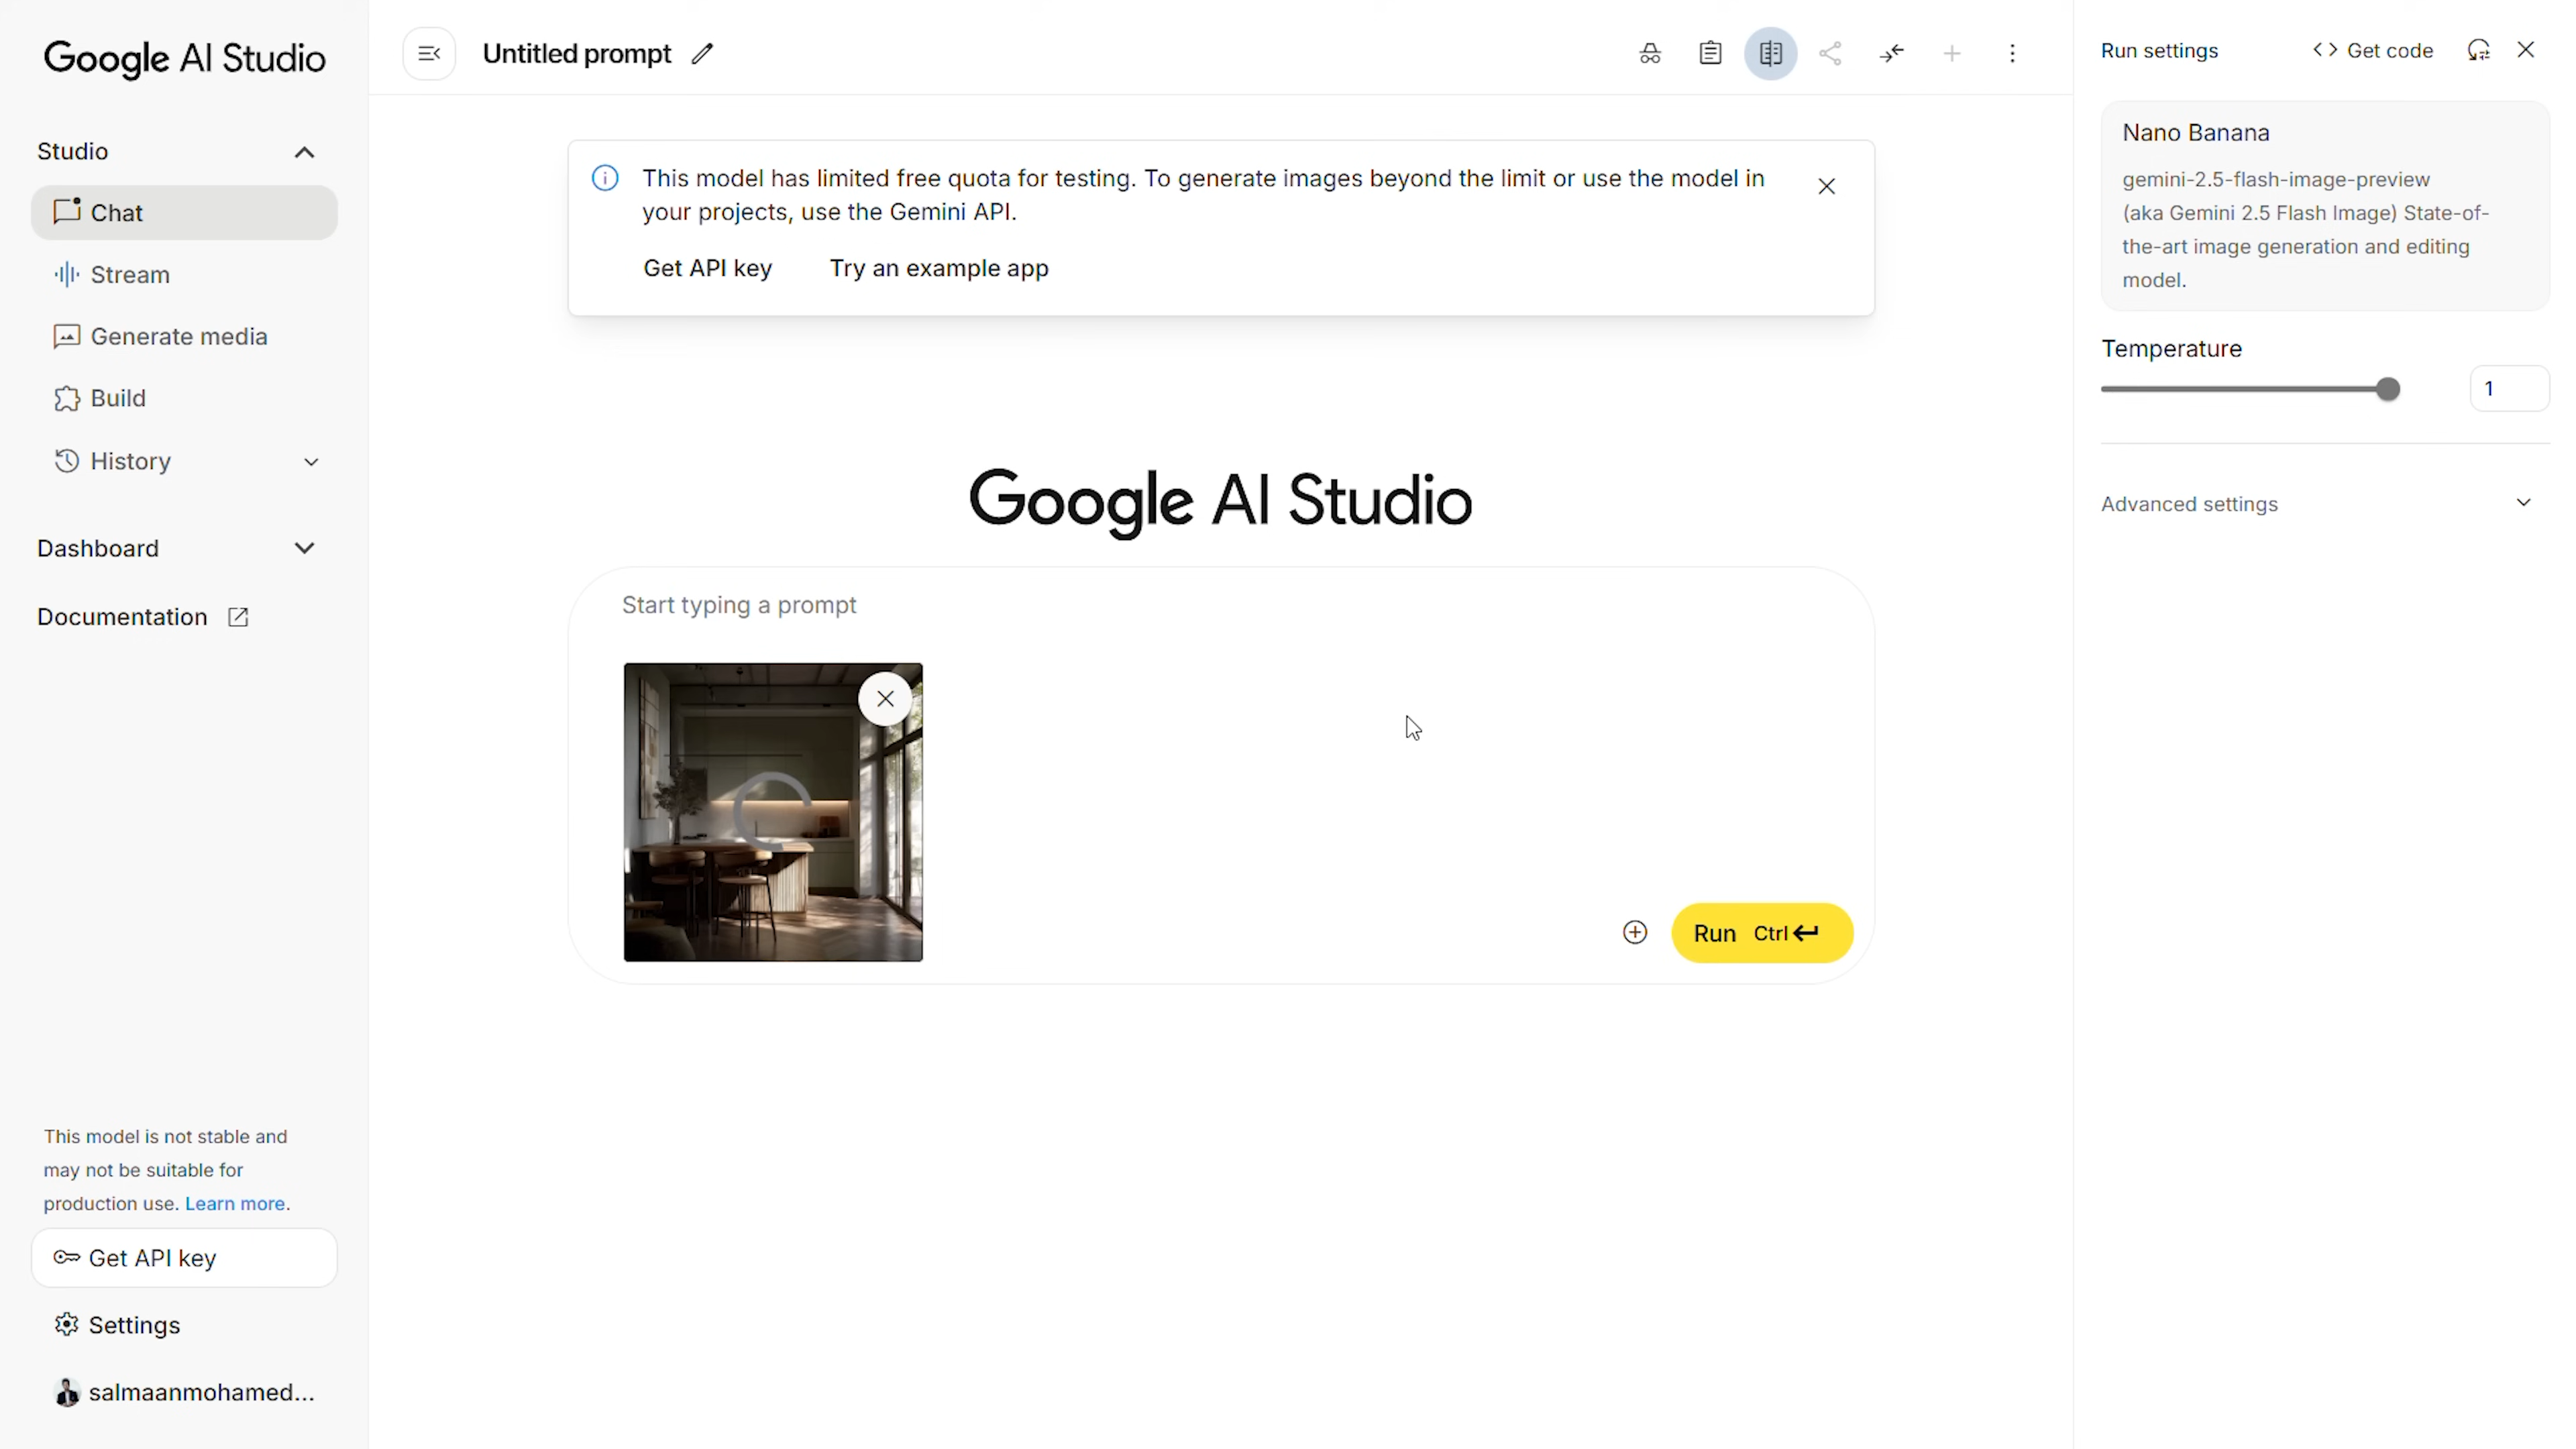 Google AI Studio
Studio
Chat
Stream
Generate media
Build
History
Dashboard
Documentation
This model is not stable and
may not be suitable for
production use. Learn more.
Get API key
Settings
salmaanmohamed...
Untitled prompt
This model has limited free quota for testing. To generate images beyond the limit or use the model in
your projects, use the Gemini API.
Get API key Try an example app
Google AI Studio
Start typing a prompt
Run Ctrl
Run settings
Get code
Nano Banana
gemini-2.5-flash-image-preview
(aka Gemini 2.5 Flash Image) State-of-
the-art image generation and editing
model.
Temperature
1
Advanced settings